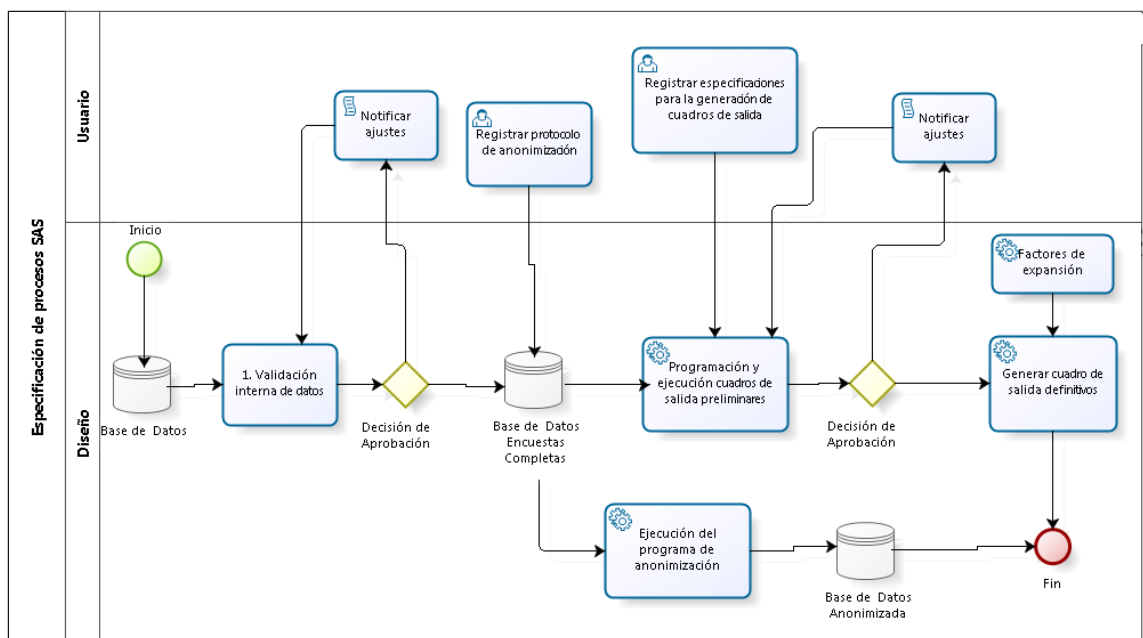 Especificación de procesos SAS
Usuario
Notificar
ajustes
Registrar protocolo
de anonimización
Registrar especificaciones
para la generación de
cuadros de salida
Notificar
ajustes
Diseño
Inicio
Base de Datos
1. Validación
interna de datos
Decisión de
Aprobación
Base de Datos
Encuestas
Completas
Programación y
ejecución cuadros de
salida preliminares
Decisión de
Aprobación
Factores de
expansión
Generar cuadro de
salida definitivos
Ejecución del
programa de
anonimización
Base de Datos
Anonimizada
Fin